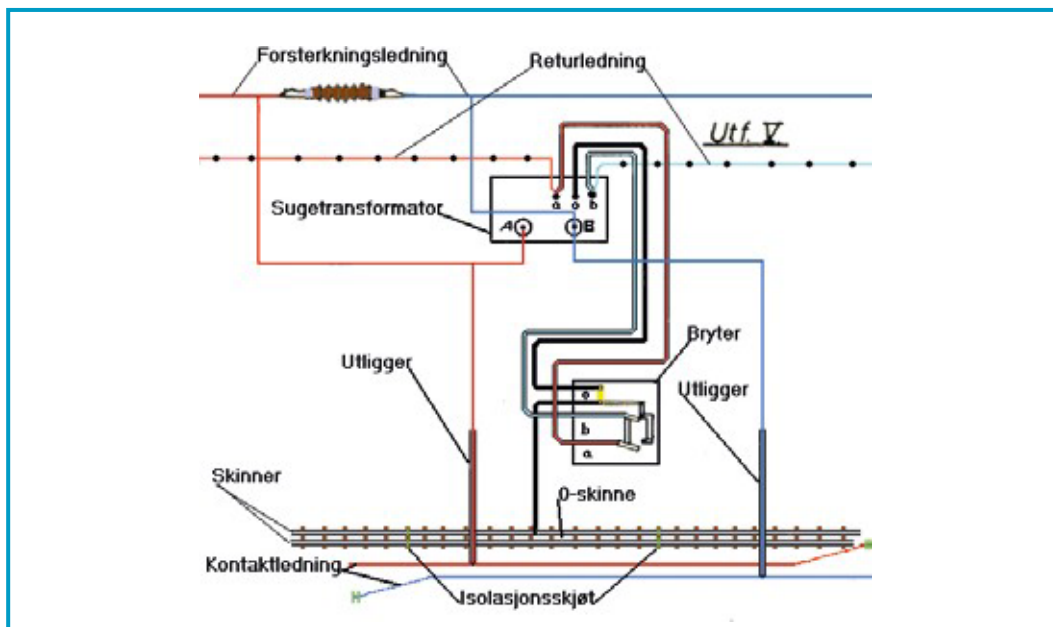 Forsterkningsledning
Returledning
Utf. V.
a o b
Sugetransformator
A B
Bryter
Utligger
Utligger
o
b
a
Skinner
0-skinne
Kontaktledning
Isolasjonsskjøt